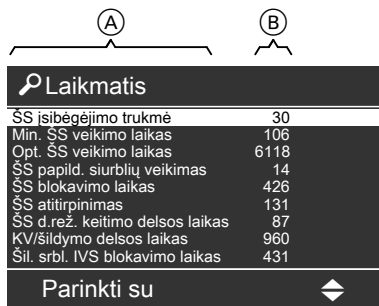 A B
Laikmatis
ŠS įsibėgėjimo trukmė 30
Min. ŠS veikimo laikas 106
Opt. ŠS veikimo laikas 6118
ŠS papild. siurblių veikimas 14
ŠS blokavimo laikas 426
ŠS atitirpinimas 131
ŠS d.rež. keitimo delsos laikas 87
KV/šildymo delsos laikas 960
Šil. srbl. IVS blokavimo laikas 431
Parinkti su